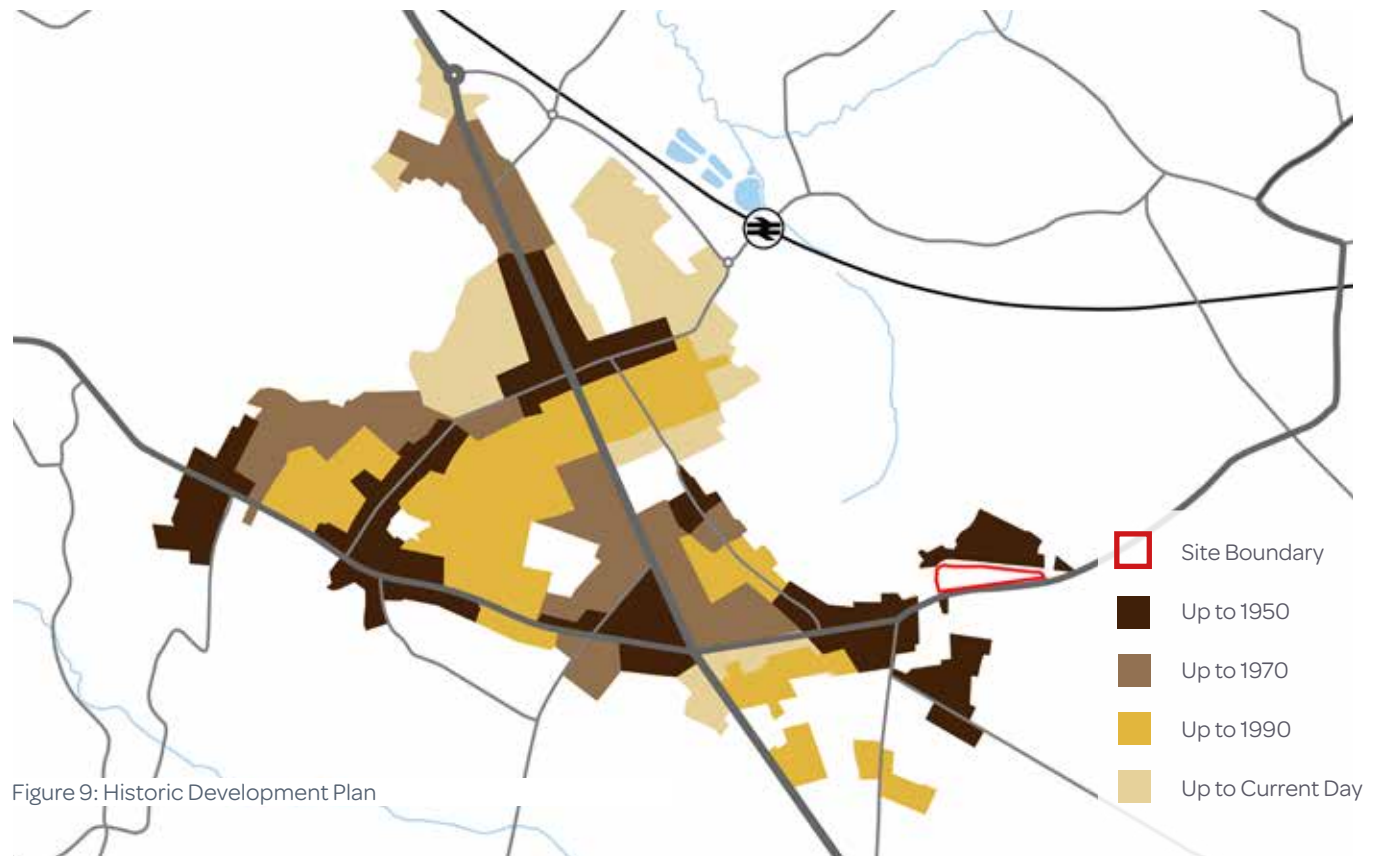 Site Boundary
Up to 1950
Up to 1970
Up to 1990
Up to Current Day
Figure 9: Historic Development Plan